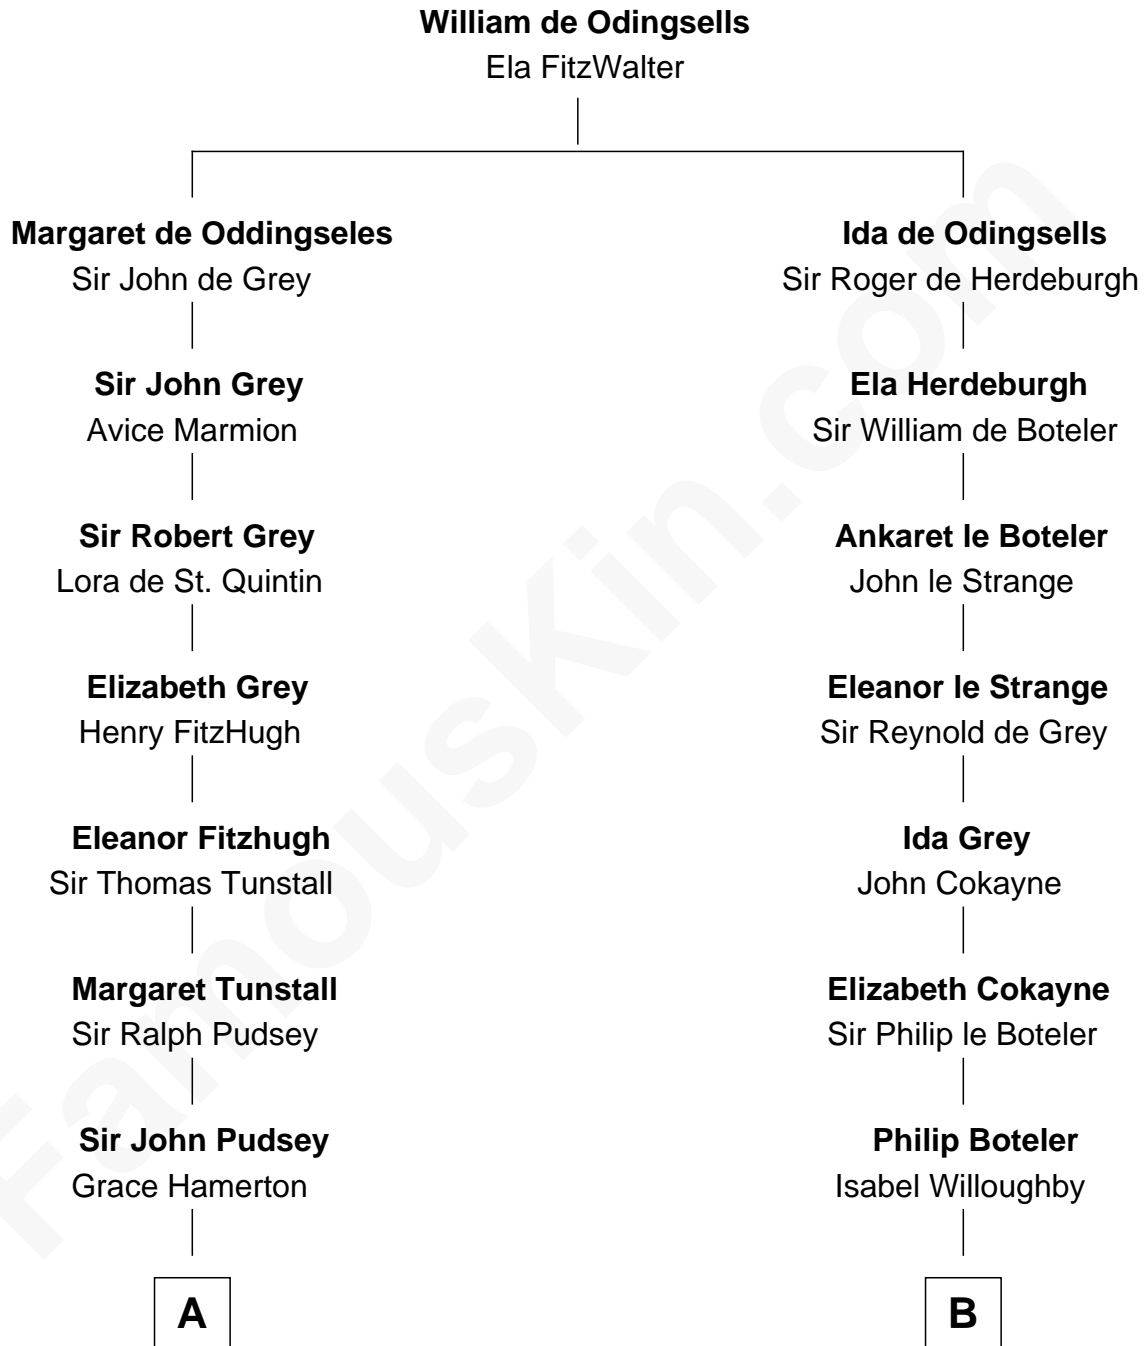 William de Odingsells
Ela FitzWalter
Margaret de Oddingseles
Sir John de Grey
Ida de Odingsells
Sir Roger de Herdeburgh
Sir John Grey
Avice Marmion
Ela Herdeburgh
Sir William de Boteler
Sir Robert Grey
Lora de St. Quintin
Ankaret le Boteler
John le Strange
Elizabeth Grey
Henry FitzHugh
Eleanor le Strange
Sir Reynold de Grey
Eleanor Fitzhugh
Sir Thomas Tunstall
Ida Grey
John Cokayne
Margaret Tunstall
Sir Ralph Pudsey
Elizabeth Cokayne
Sir Philip le Boteler
Sir John Pudsey
Grace Hamerton
Philip Boteler
Isabel Willoughby
A
B
FamousKin.com